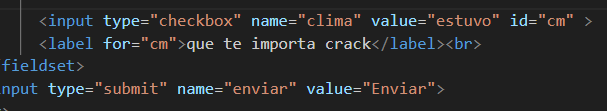 <input type="checkbox" name="clima" value="estuvo" id="cm" >
<label for="cm">que te importa crack</label><br>
fieldset>
nput type="submit" name="enviar" value="Enviar">